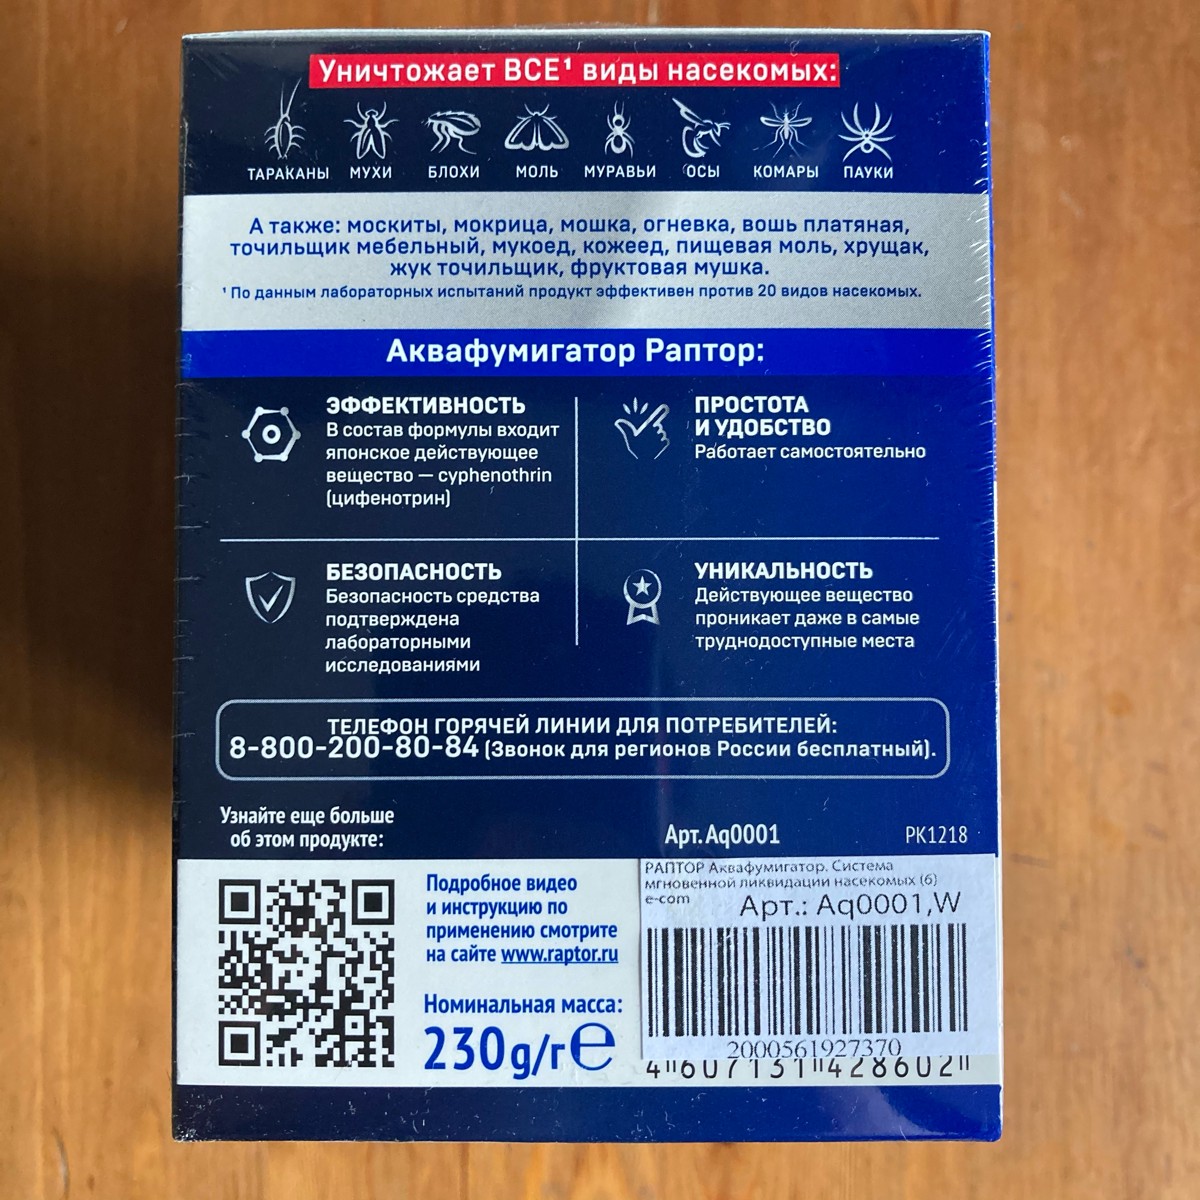 Уничтожает ВСЕ¹ виды насекомых:
ТАРАКАНЫ МУХИ БЛОХИ МОЛЬ МУРАВЬИ ОСЫ КОМАРЫ ПАУКИ
А также: москиты, мокрица, мошка, огневка, вошь платяная,
точильщик мебельный, мукоед, кожеед, пищевая моль, хрущак,
жук точильщик, фруктовая мушка.
¹ По данным лабораторных испытаний продукт эффективен против 20 видов насекомых.
Аквафумигатор Раптор:
ЭФФЕКТИВНОСТЬ
В состав формулы входит
японское действующее
вещество — cyphenothrin
(цифенотрин)
ПРОСТОТА
И УДОБСТВО
Работает самостоятельно
БЕЗОПАСНОСТЬ
Безопасность средства
подтверждена
лабораторными
исследованиями
УНИКАЛЬНОСТЬ
Действующее вещество
проникает даже в самые
труднодоступные места
ТЕЛЕФОН ГОРЯЧЕЙ ЛИНИИ ДЛЯ ПОТРЕБИТЕЛЕЙ:
8-800-200-80-84 (Звонок для регионов России бесплатный).
Узнайте еще больше
об этом продукте:
Арт. Aq0001
PK1218
Подробное видео
и инструкцию по
применению смотрите
на сайте www.raptor.ru
Номинальная масса:
230g/г℮
РАПТОР Аквафумигатор. Система
мгновенной ликвидации насекомых (6)
e-com
Арт.: Aq0001,W
2000561927370
4 607131 428602